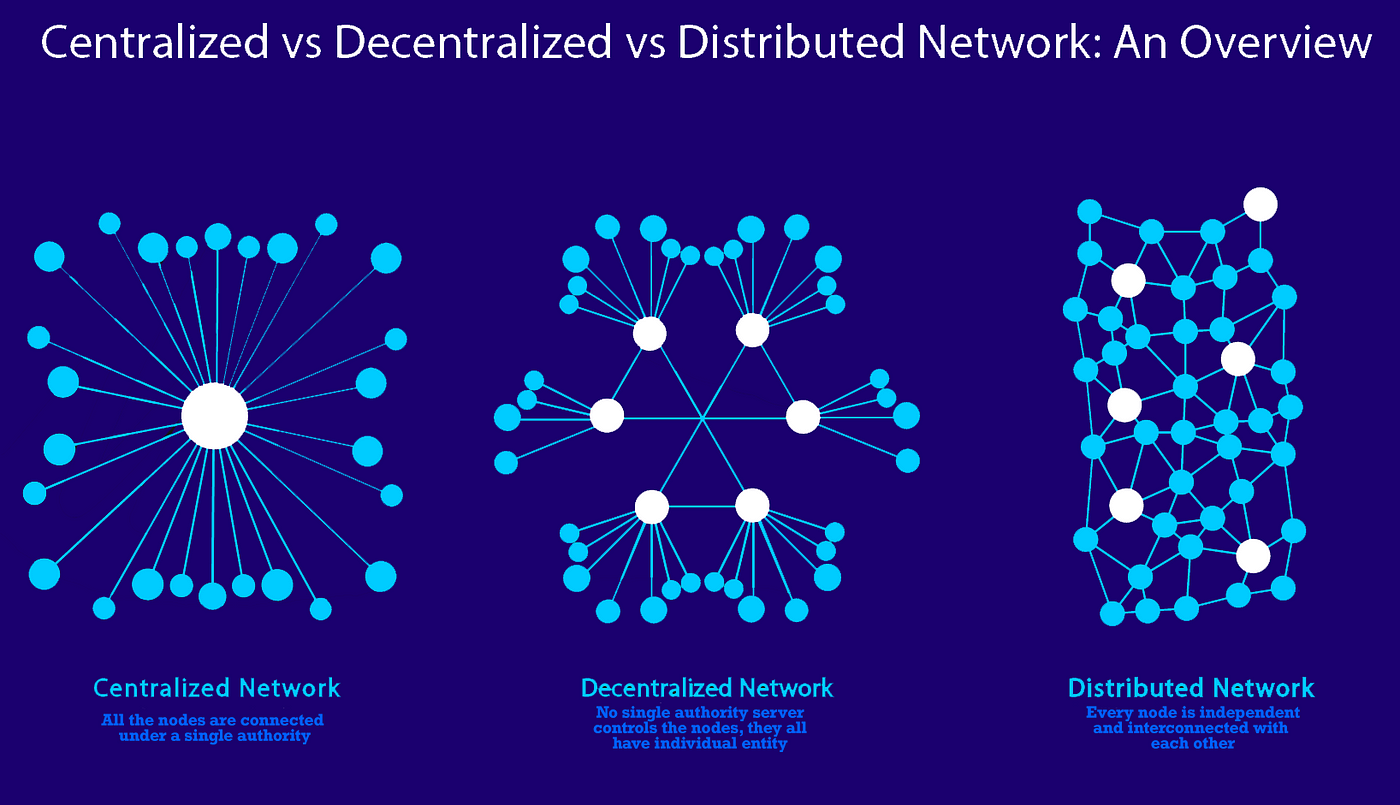 Centralized vs Decentralized vs Distributed Network: An Overview
Centralized Network
All the nodes are connected
under a single authority
Decentralized Network
No single authority server
controls the nodes, they all
have individual entity
Distributed Network
Every node is independent
and interconnected with
each other